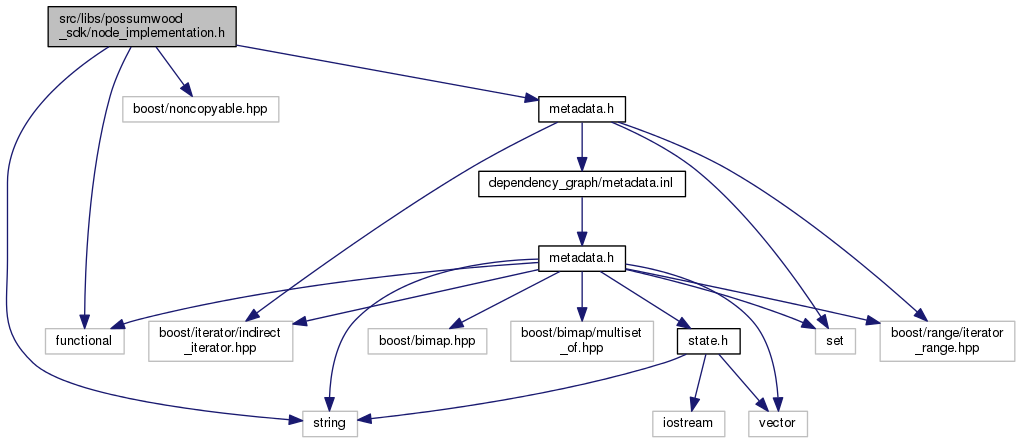 src/libs/possumwood
_sdk/node_implementation.h
boost/noncopyable.hpp
metadata.h
dependency_graph/metadata.inl
metadata.h
functional
boost/iterator/indirect
_iterator.hpp
boost/bimap.hpp
boost/bimap/multiset
_of.hpp
state.h
set
boost/range/iterator
_range.hpp
string
iostream
vector